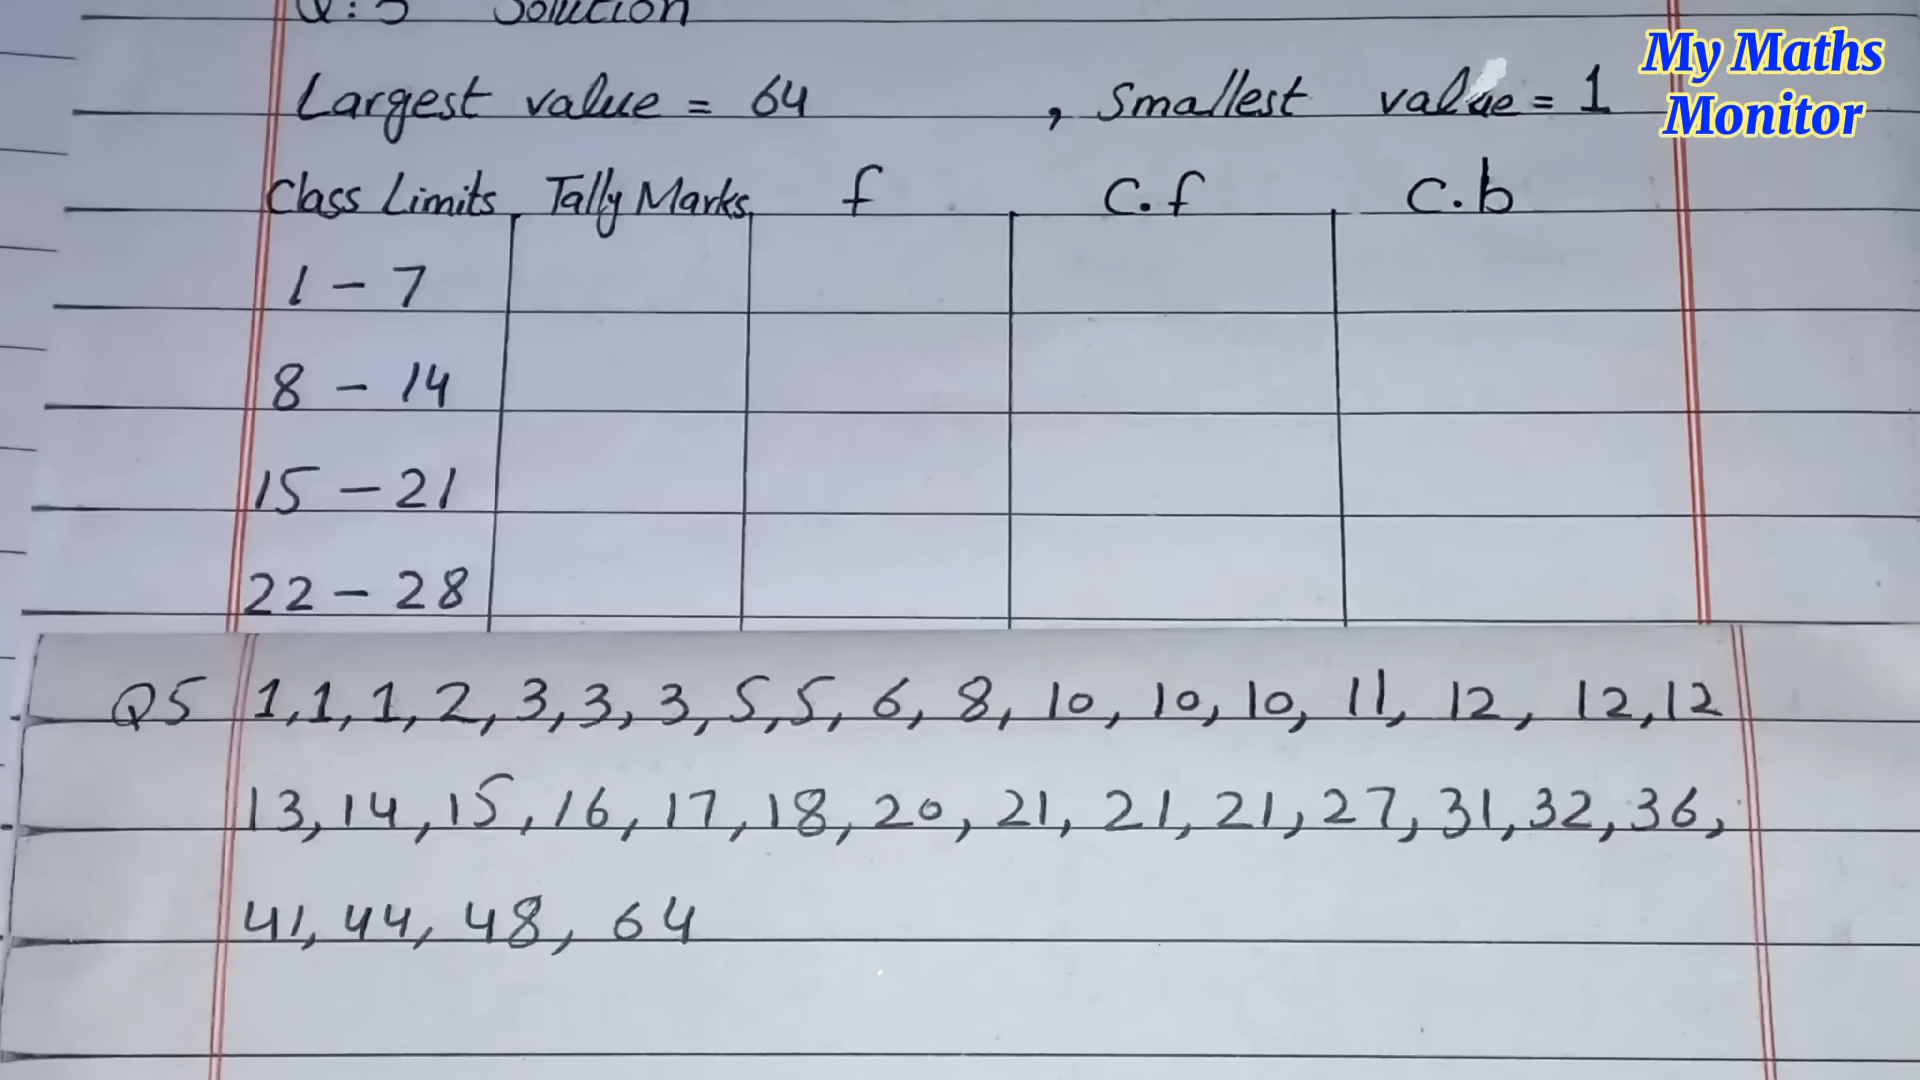 Q:5 Solution
My Maths
Monitor
Largest value = 64 , Smallest value = 1
Class Limits Tally Marks f C.f C.b
1 - 7
8 - 14
15 - 21
22 - 28
Q5 1,1,1,2,3,3,3,5,5,6,8,10,10,10,11,12,12,12
13,14,15,16,17,18,20,21,21,21,27,31,32,36,
41,44,48,64